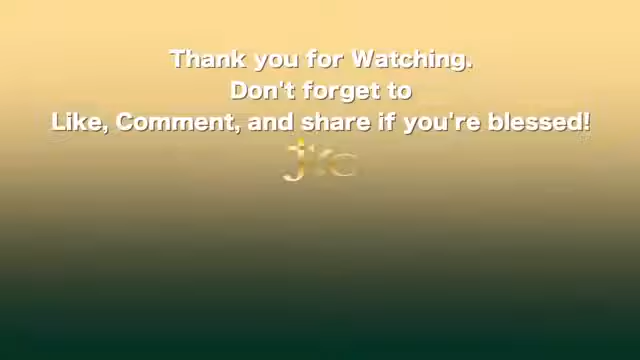 Thank you for Watching.
Don't forget to
Like, Comment, and share if you're blessed!